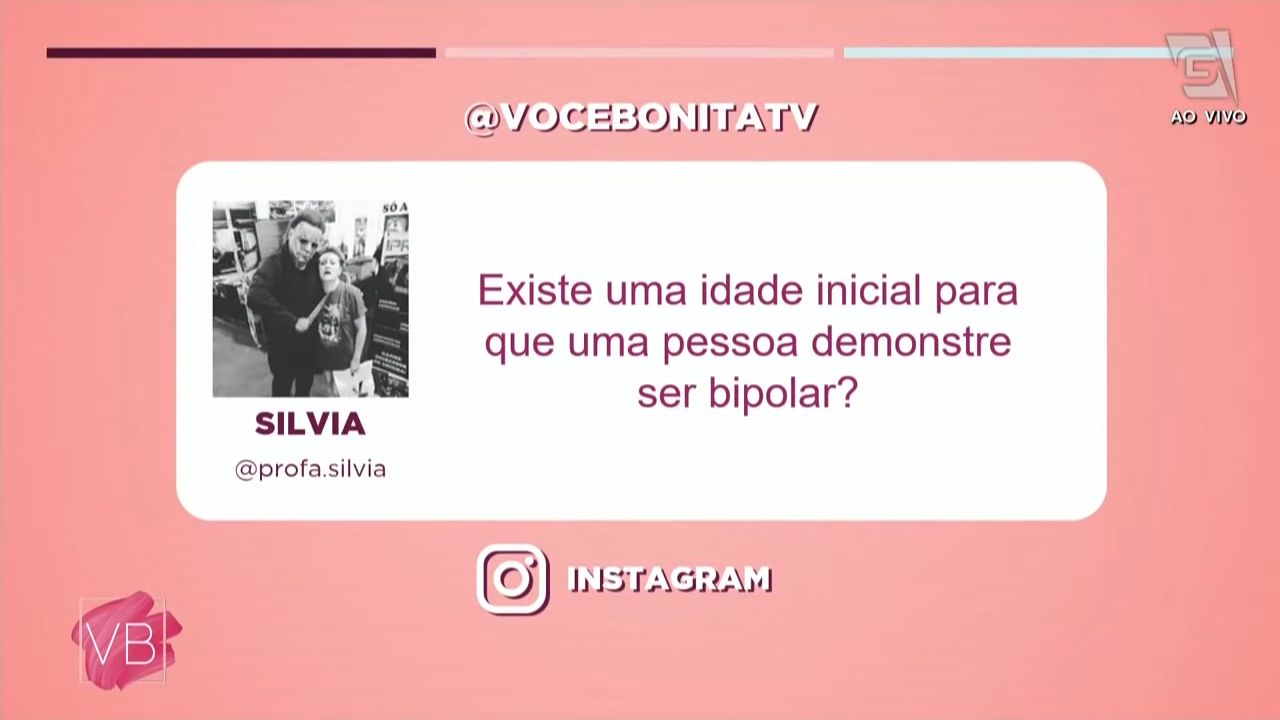 AO VIVO
@VOCEBONITATV
SÓ A
Existe uma idade inicial para
que uma pessoa demonstre
ser bipolar?
SILVIA
@profa.silvia
INSTAGRAM
VB